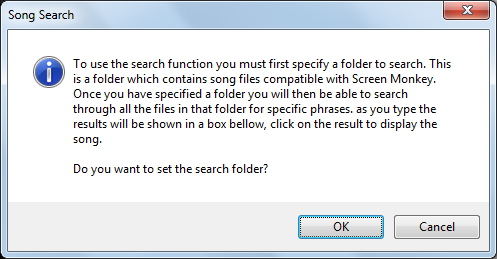 Song Search
To use the search function you must first specify a folder to search. This
is a folder which contains song files compatible with Screen Monkey.
Once you have specified a folder you will then be able to search
through all the files in that folder for specific phrases. as you type the
results will be shown in a box bellow, click on the result to display the
song.
Do you want to set the search folder?
OK
Cancel